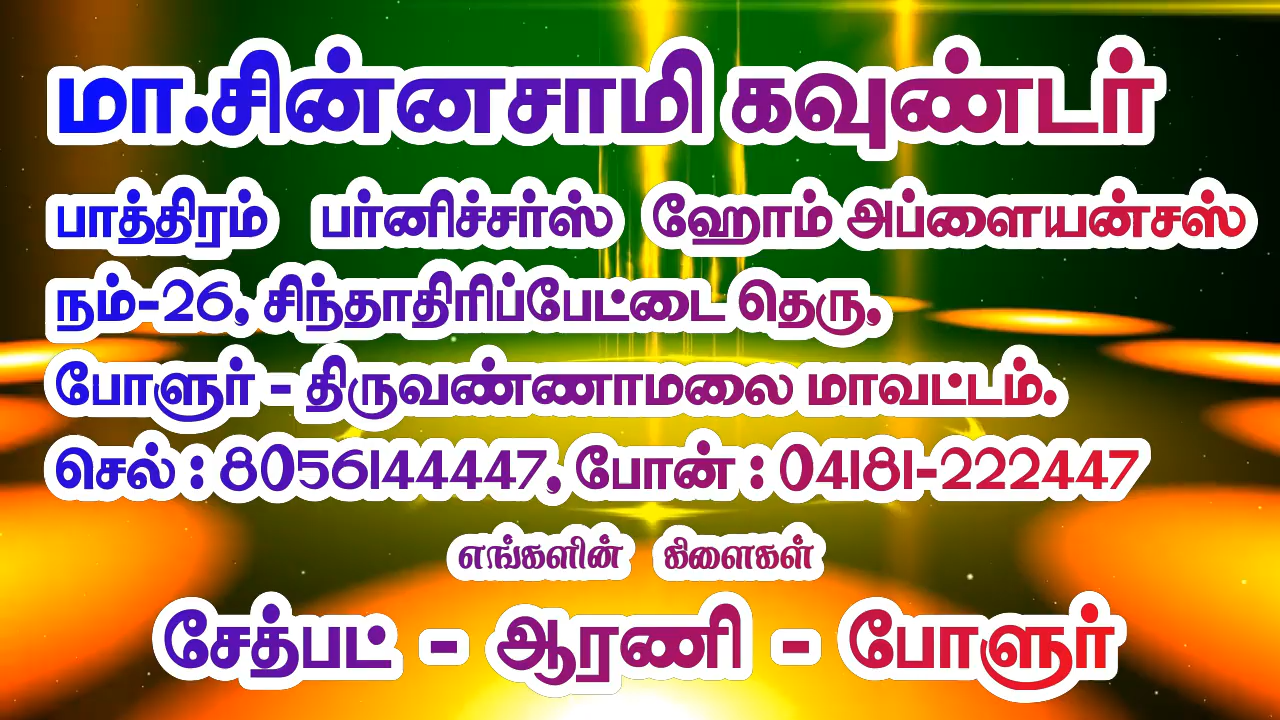 மா.சின்னசாமி கவுண்டர்
பாத்திரம் பர்னிச்சர்ஸ் ஹோம் அப்ளையன்சஸ்
நம்-26, சிந்தாதிரிப்பேட்டை தெரு,
போளுர் - திருவண்ணாமலை மாவட்டம்.
செல் : 8056144447, போன் : 04181-222447
எங்களின் கிளைகள்
சேத்பட் - ஆரணி - போளுர்